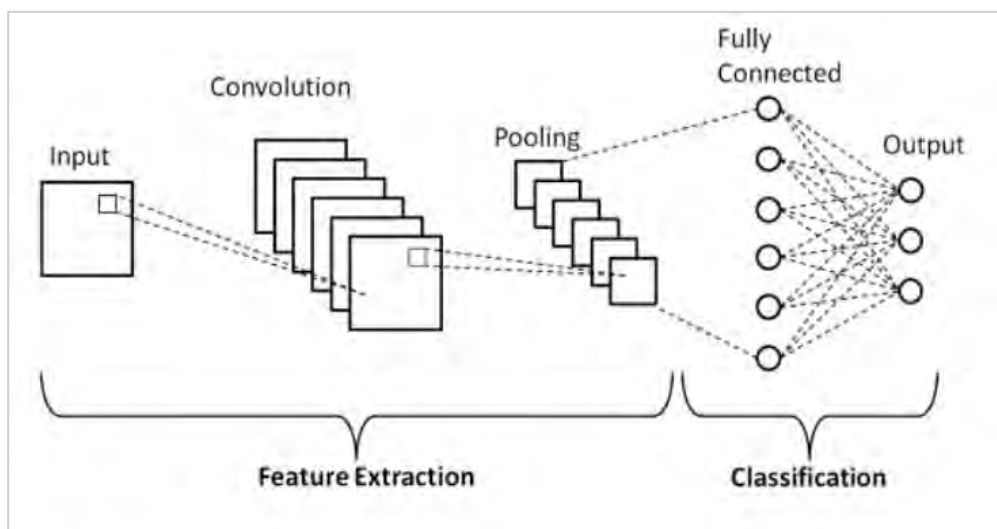 Input
Convolution
Pooling
Fully
Connected
Output
Feature Extraction
Classification